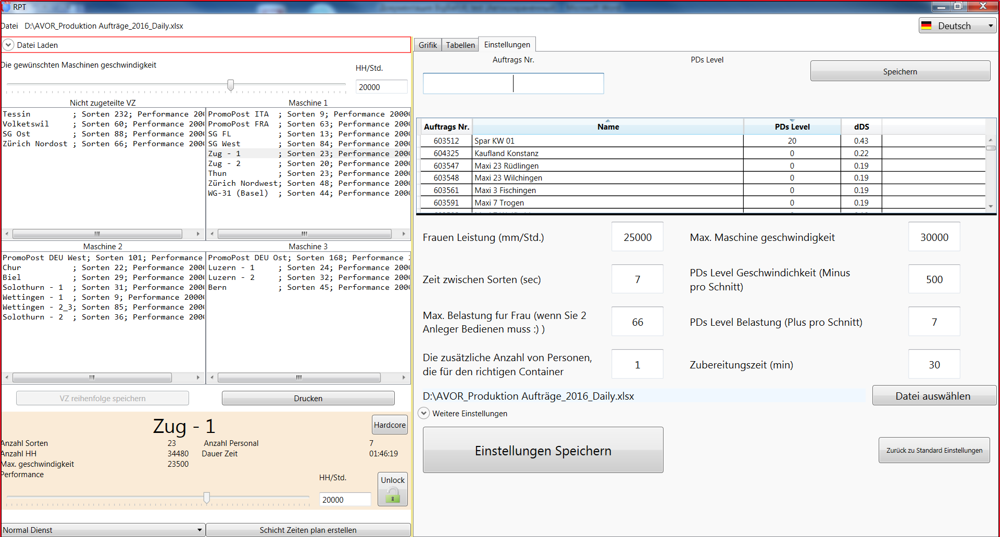 RPT
Datei D:\AVOR_Produktion Aufträge_2016_Daily.xlsx
Deutsch
Datei Laden
Die gewünschten Maschinen geschwindigkeit
HH/Std.
20000
Nicht zugeteilte VZ
Tessin ; Sorten 232; Performance 200
Volketswil ; Sorten 60; Performance 200
SG Ost ; Sorten 88; Performance 200
Zürich Nordost ; Sorten 66; Performance 200
Maschine 1
PromoPost ITA ; Sorten 9; Performance 20000
PromoPost FRA ; Sorten 63; Performance 200
SG FL ; Sorten 13; Performance 200
SG West ; Sorten 84; Performance 200
Zug - 1 ; Sorten 23; Performance 200
Zug - 2 ; Sorten 20; Performance 200
Thun ; Sorten 23; Performance 200
Zürich Nordwest; Sorten 48; Performance 200
WG-31 (Basel) ; Sorten 44; Performance 200
Maschine 2
PromoPost DEU West; Sorten 101; Performance
Chur ; Sorten 22; Performance 200
Biel ; Sorten 29; Performance 200
Solothurn - 1 ; Sorten 31; Performance 200
Wettingen - 1 ; Sorten 9; Performance 2000
Wettingen - 2_3; Sorten 85; Performance 200
Solothurn - 2 ; Sorten 36; Performance 200
Maschine 3
PromoPost DEU Ost; Sorten 168; Performance
Luzern - 1 ; Sorten 24; Performance 200
Luzern - 2 ; Sorten 32; Performance 200
Bern ; Sorten 45; Performance 200
VZ reihenfolge speichern
Drucken
Zug - 1
Hardcore
Anzahl Sorten 23 Anzahl Personal 7
Anzahl HH 34480 Dauer Zeit 01:46:19
Max. geschwindigkeit 23500
Performance
HH/Std.
20000
Unlock
Normal Dienst
Schicht Zeiten plan erstellen
Grifik Tabellen Einstellungen
Auftrags Nr. PDs Level
Speichern
Auftrags Nr. Name PDs Level dDS
603512 Spar KW 01 20 0.43
604325 Kaufland Konstanz 0 0.22
603547 Maxi 23 Rüdlingen 0 0.19
603548 Maxi 23 Wilchingen 0 0.19
603561 Maxi 3 Fischingen 0 0.19
603591 Maxi 7 Trogen 0 0.19
Frauen Leistung (mm/Std.) 25000
Max. Maschine geschwindigkeit 30000
Zeit zwischen Sorten (sec) 7
PDs Level Geschwindichkeit (Minus
pro Schnitt) 500
Max. Belastung fur Frau (wenn Sie 2
Anleger Bedienen muss :) ) 66
PDs Level Belastung (Plus pro Schnitt) 7
Die zusätzliche Anzahl von Personen,
die für den richtigen Container 1
Zubereitungszeit (min) 30
D:\AVOR_Produktion Aufträge_2016_Daily.xlsx
Datei auswählen
Weitere Einstellungen
Einstellungen Speichern
Zurück zu Standard Einstellungen